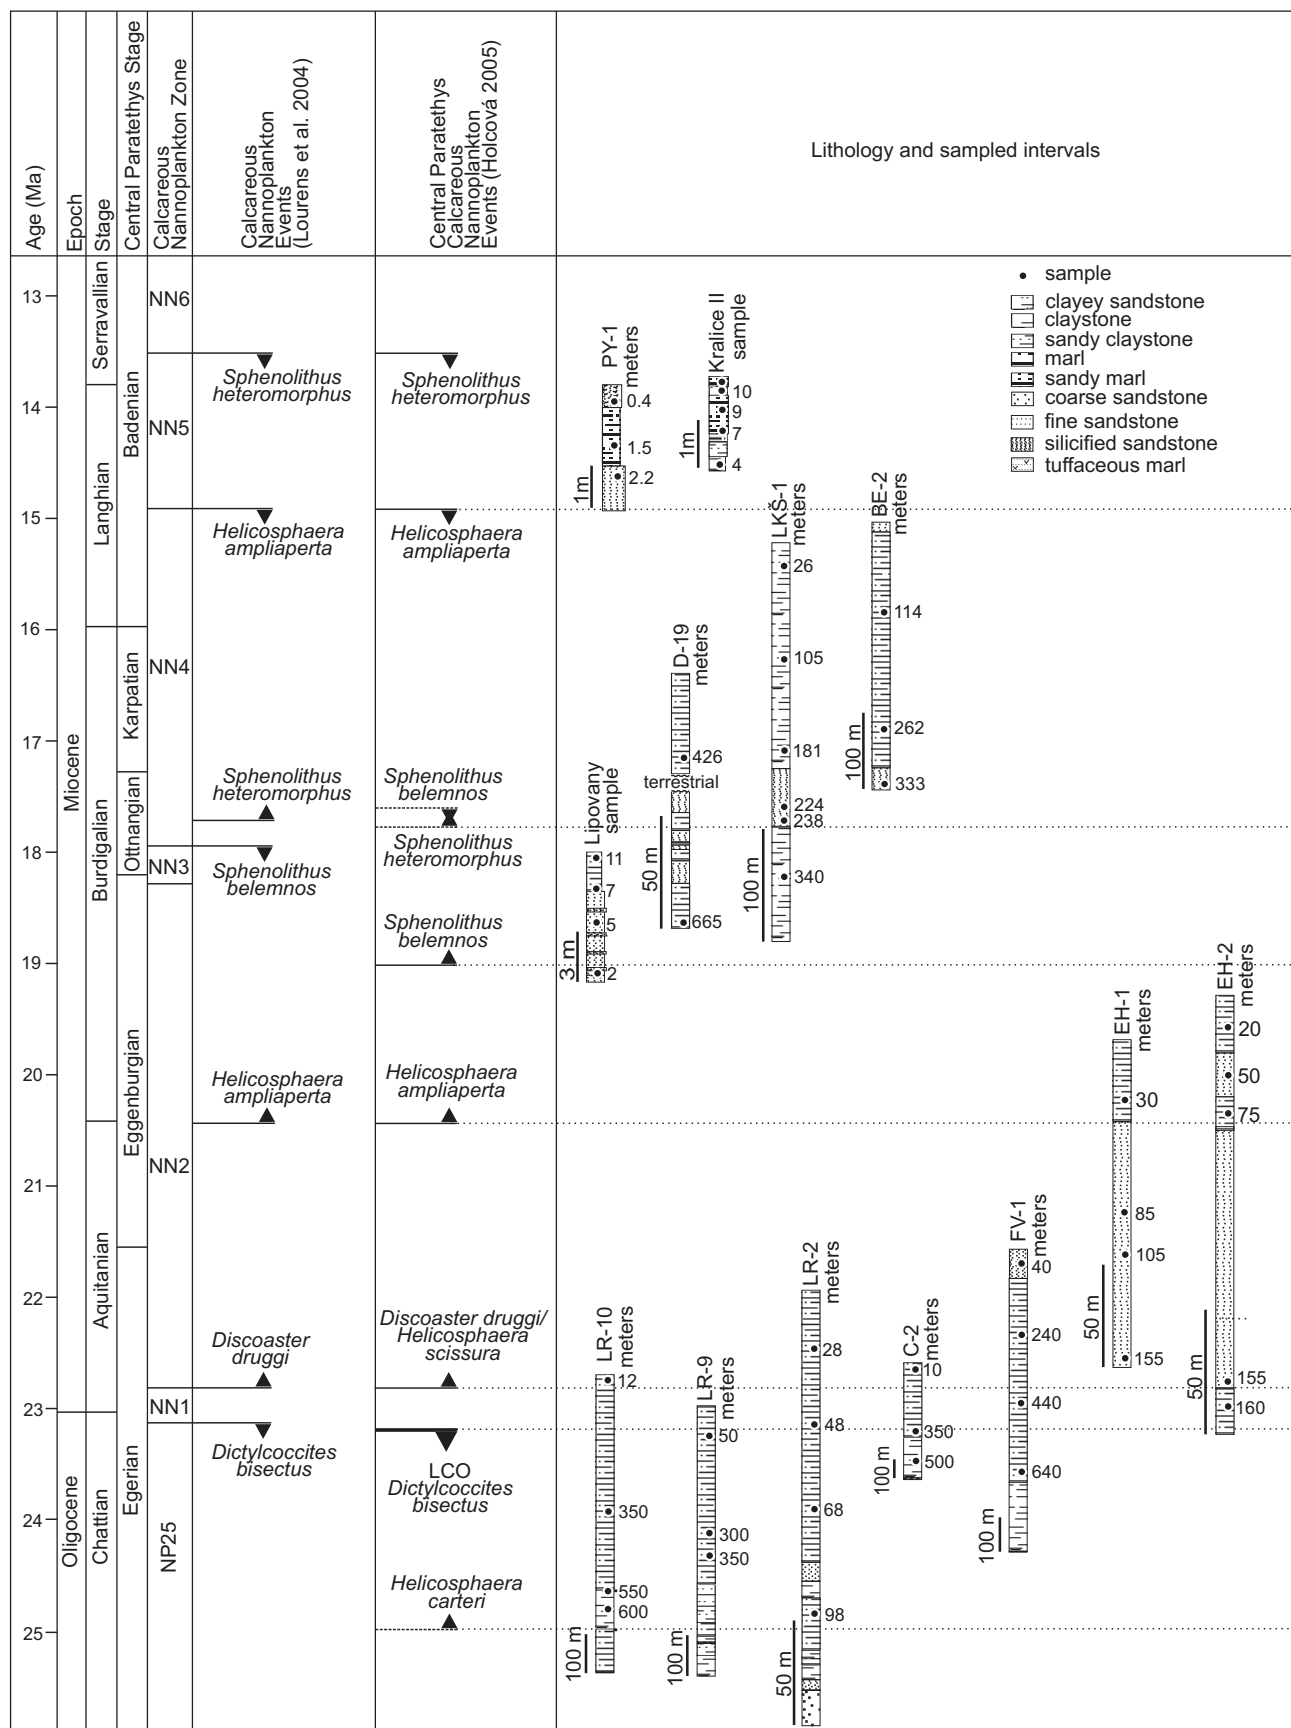 Age (Ma)
Epoch
Stage
Central Paratethys Stage
Calcareous
Nannoplankton Zone
Calcareous
Nannoplankton
Events
(Lourens et al. 2004)
Central Paratethys
Calcareous
Nannoplankton
Events (Holcová 2005)
Lithology and sampled intervals
13
14
15
16
17
18
19
20
21
22
23
24
25
Miocene
Oligocene
Serravallian
Langhian
Burdigalian
Aquitanian
Chattian
Badenian
Karpatian
Ottnangian
Eggenburgian
Egerian
NN6
NN5
NN4
NN3
NN2
NN1
NP25
Sphenolithus
heteromorphus
Helicosphaera
ampliaperta
Sphenolithus
heteromorphus
Sphenolithus
belemnos
Helicosphaera
ampliaperta
Discoaster
druggi
Dictylcoccites
bisectus
Sphenolithus
heteromorphus
Helicosphaera
ampliaperta
Sphenolithus
belemnos
Sphenolithus
heteromorphus
Sphenolithus
belemnos
Helicosphaera
ampliaperta
Discoaster druggi/
Helicosphaera
scissura
LCO
Dictylcoccites
bisectus
Helicosphaera
carteri
sample
clayey sandstone
claystone
sandy claystone
marl
sandy marl
coarse sandstone
fine sandstone
silicified sandstone
tuffaceous marl
PY-1
meters
0.4
1.5
2.2
1m
Kralice II
sample
10
9
7
4
1m
LKŠ-1
meters
26
105
181
224
238
340
100 m
BE-2
meters
114
262
333
100 m
D-19
meters
426
terrestrial
665
50 m
Lipovany
sample
11
7
5
2
3 m
EH-1
meters
30
85
105
155
50 m
EH-2
meters
20
50
75
155
160
50 m
FV-1
meters
40
240
440
640
100 m
C-2
meters
10
350
500
100 m
LR-2
meters
28
48
68
98
50 m
LR-9
meters
50
300
350
100 m
LR-10
meters
12
350
550
600
100 m